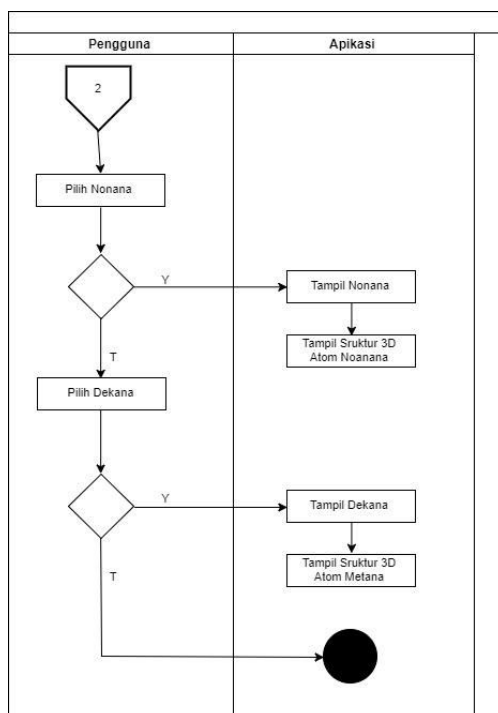 Pengguna
Apikasi
2
Pilih Nonana
Y
Tampil Nonana
Tampil Sruktur 3D
Atom Noanana
T
Pilih Dekana
Y
Tampil Dekana
Tampil Sruktur 3D
Atom Metana
T